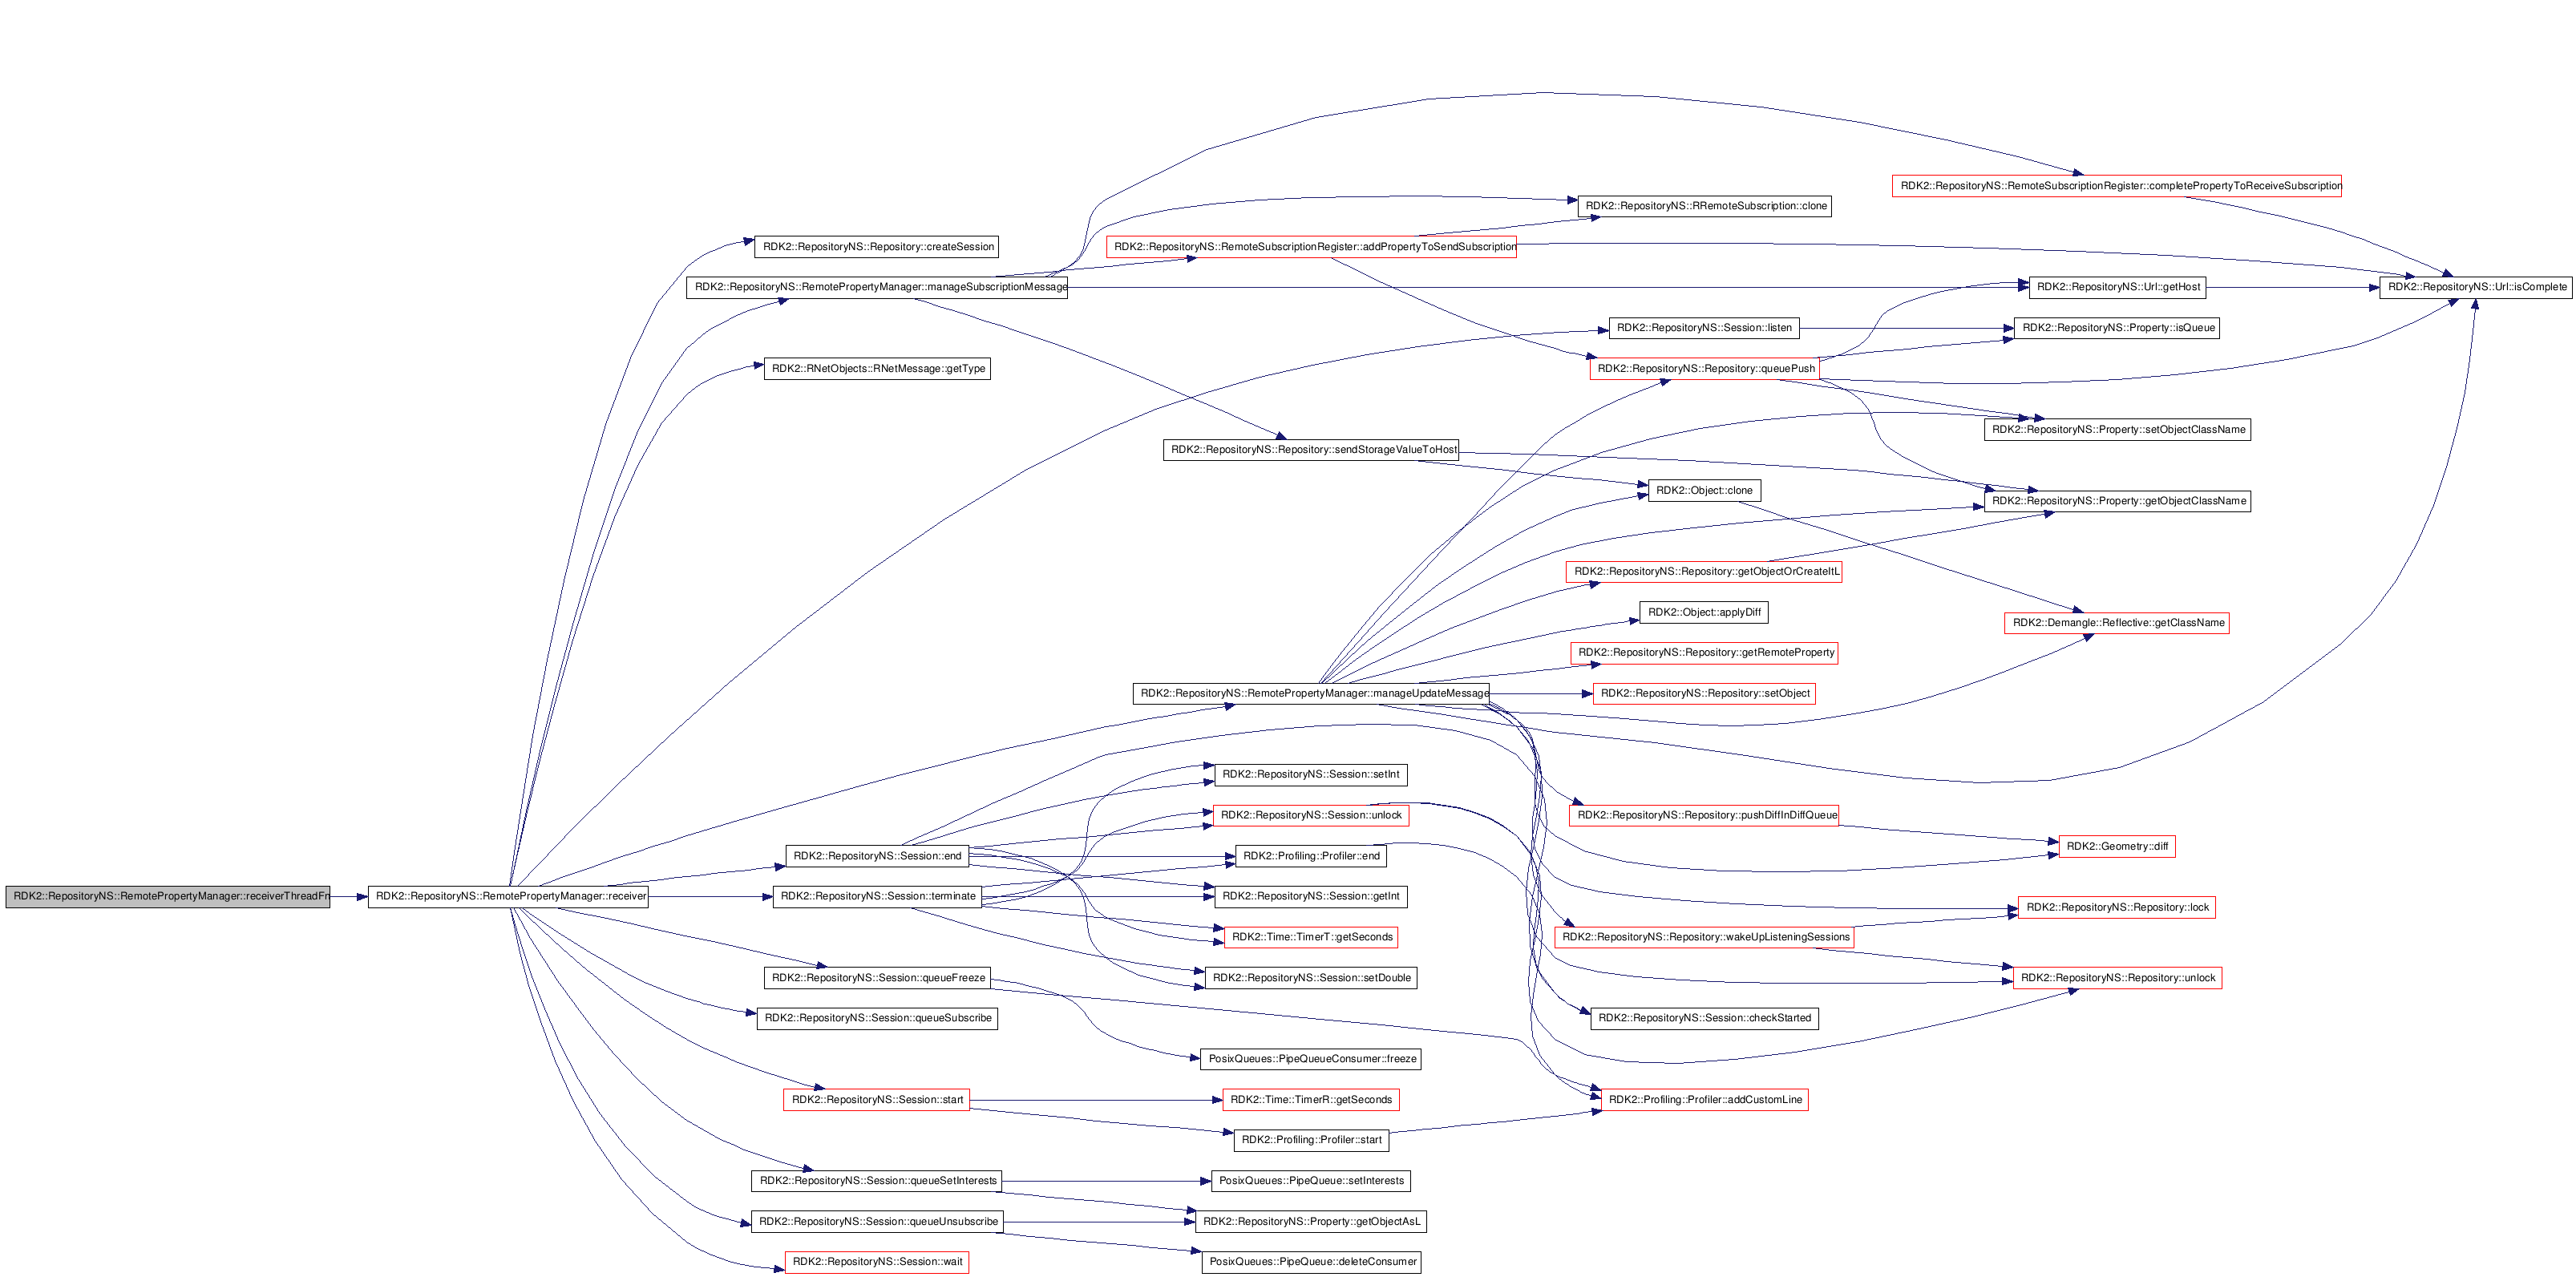 RDK2::RepositoryNS::RemoteSubscriptionRegister::completePropertyToReceiveSubscription
RDK2::RepositoryNS::RRemoteSubscription::clone
RDK2::RepositoryNS::Repository::createSession
RDK2::RepositoryNS::RemoteSubscriptionRegister::addPropertyToSendSubscription
RDK2::RepositoryNS::RemotePropertyManager::manageSubscriptionMessage
RDK2::RepositoryNS::Url::getHost
RDK2::RepositoryNS::Url::isComplete
RDK2::RepositoryNS::Session::listen
RDK2::RepositoryNS::Property::isQueue
RDK2::RNetObjects::RNetMessage::getType
RDK2::RepositoryNS::Repository::queuePush
RDK2::RepositoryNS::Property::setObjectClassName
RDK2::RepositoryNS::Repository::sendStorageValueToHost
RDK2::Object::clone
RDK2::RepositoryNS::Property::getObjectClassName
RDK2::RepositoryNS::Repository::getObjectOrCreateItL
RDK2::Object::applyDiff
RDK2::Demangle::Reflective::getClassName
RDK2::RepositoryNS::Repository::getRemoteProperty
RDK2::RepositoryNS::RemotePropertyManager::manageUpdateMessage
RDK2::RepositoryNS::Repository::setObject
RDK2::RepositoryNS::Session::setInt
RDK2::RepositoryNS::Session::unlock
RDK2::RepositoryNS::Repository::pushDiffInDiffQueue
RDK2::Geometry::diff
RDK2::RepositoryNS::Session::end
RDK2::Profiling::Profiler::end
RDK2::RepositoryNS::RemotePropertyManager::receiverThreadFn
RDK2::RepositoryNS::RemotePropertyManager::receiver
RDK2::RepositoryNS::Session::terminate
RDK2::RepositoryNS::Session::getInt
RDK2::RepositoryNS::Repository::lock
RDK2::Time::TimerT::getSeconds
RDK2::RepositoryNS::Repository::wakeUpListeningSessions
RDK2::RepositoryNS::Session::queueFreeze
RDK2::RepositoryNS::Session::setDouble
RDK2::RepositoryNS::Repository::unlock
RDK2::RepositoryNS::Session::queueSubscribe
RDK2::RepositoryNS::Session::checkStarted
PosixQueues::PipeQueueConsumer::freeze
RDK2::RepositoryNS::Session::start
RDK2::Time::TimerR::getSeconds
RDK2::Profiling::Profiler::addCustomLine
RDK2::Profiling::Profiler::start
RDK2::RepositoryNS::Session::queueSetInterests
PosixQueues::PipeQueue::setInterests
RDK2::RepositoryNS::Session::queueUnsubscribe
RDK2::RepositoryNS::Property::getObjectAsL
RDK2::RepositoryNS::Session::wait
PosixQueues::PipeQueue::deleteConsumer